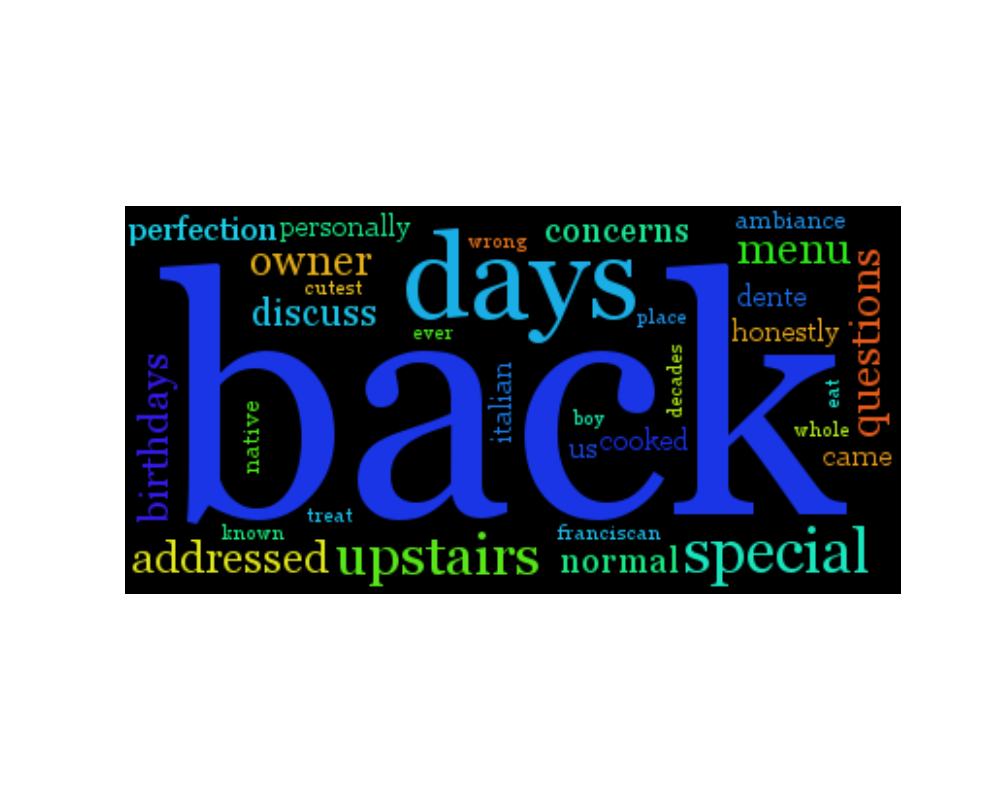 perfection personally
concerns
ambiance
wrong
menu
owner
days
cutest
discuss
dente
place
honestly
ever
questions
back
birthdays
decades
italian
eat
native
boy
whole
us cooked
came
treat
known
franciscan
addressed upstairs
normal special